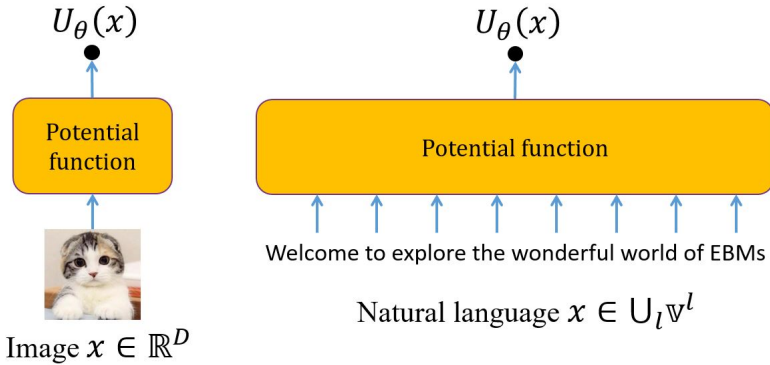 U_θ(x)
Potential
function
Image x ∈ ℝ^D
U_θ(x)
Potential function
Welcome to explore the wonderful world of EBMs
Natural language x ∈ ⋃_l 𝕍^l